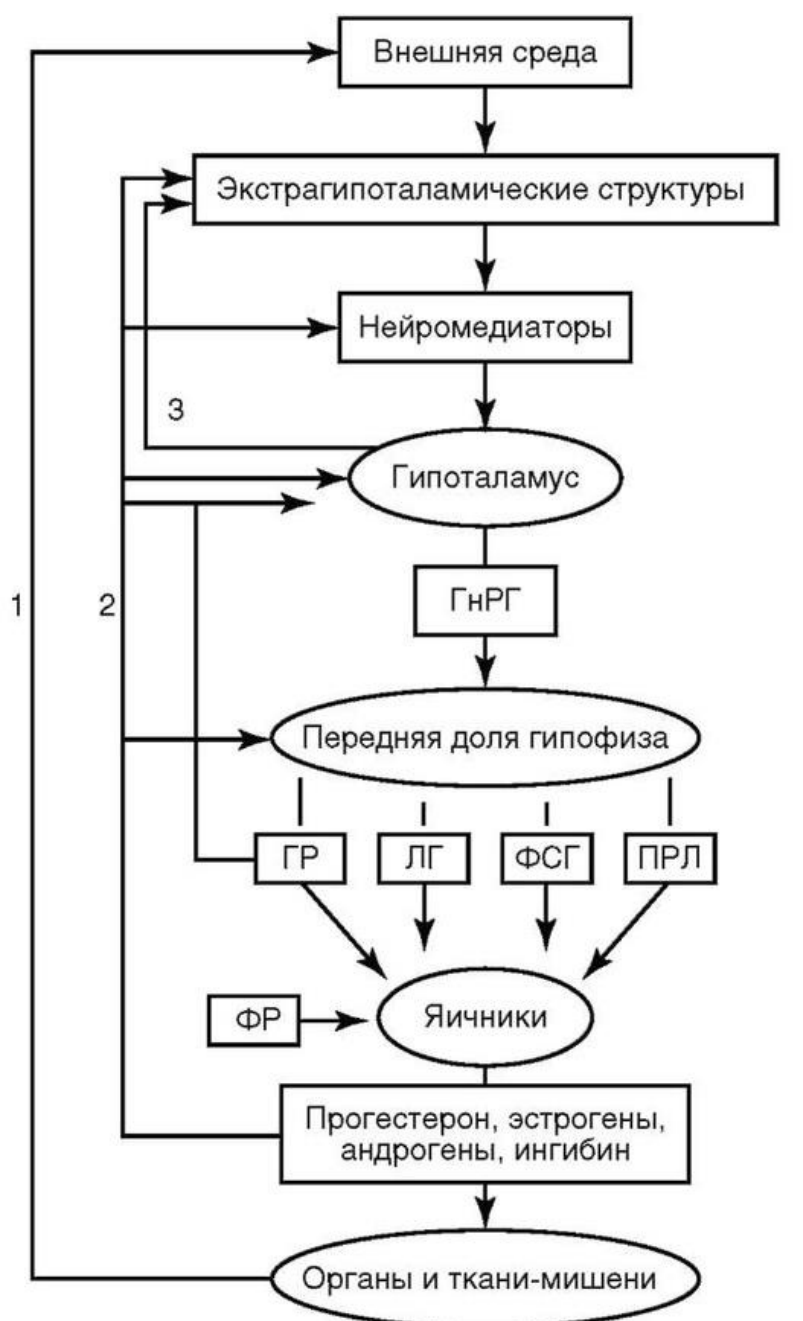 Внешняя среда
Экстрагипоталамические структуры
Нейромедиаторы
3
Гипоталамус
1
2
ГнРГ
Передняя доля гипофиза
ГР
ЛГ
ФСГ
ПРЛ
ФР
Яичники
Прогестерон, эстрогены,
андрогены, ингибин
Органы и ткани-мишени